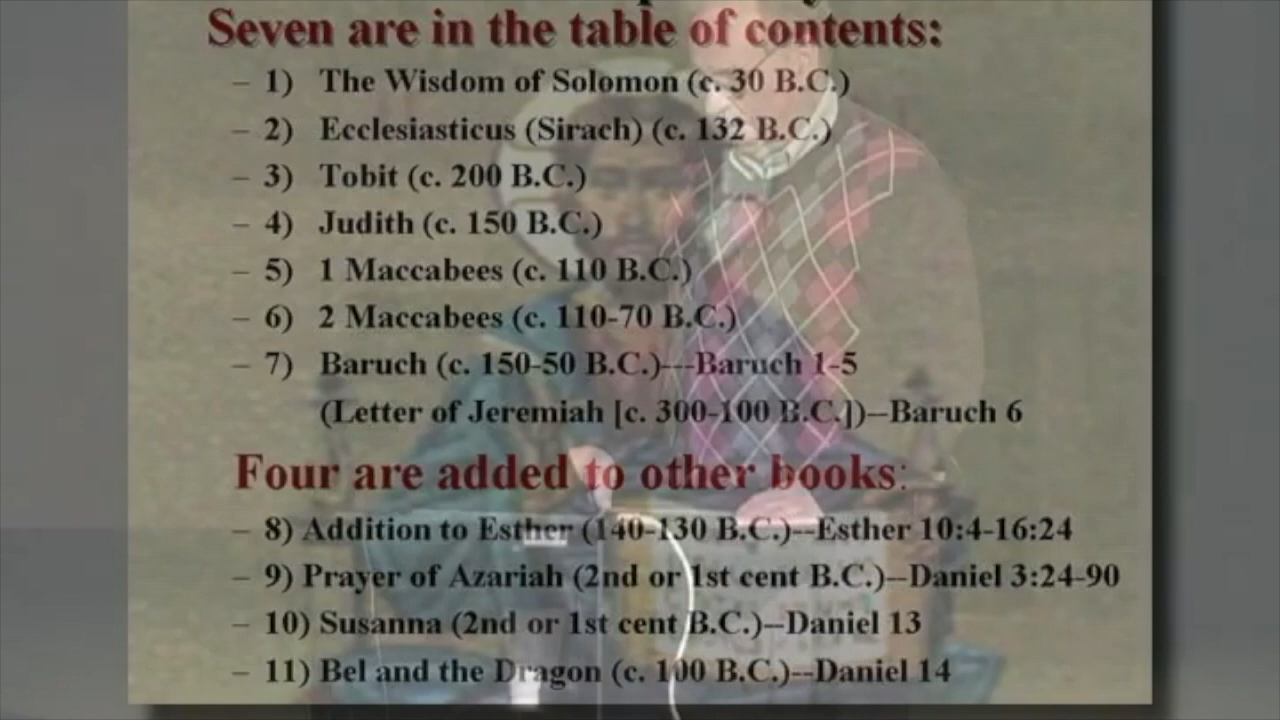 Seven are in the table of contents:
– 1) The Wisdom of Solomon (c. 30 B.C.)
– 2) Ecclesiasticus (Sirach) (c. 132 B.C.)
– 3) Tobit (c. 200 B.C.)
– 4) Judith (c. 150 B.C.)
– 5) 1 Maccabees (c. 110 B.C.)
– 6) 2 Maccabees (c. 110-70 B.C.)
– 7) Baruch (c. 150-50 B.C.)---Baruch 1-5
(Letter of Jeremiah [c. 300-100 B.C.])–Baruch 6
Four are added to other books:
– 8) Addition to Esther (140-130 B.C.)--Esther 10:4-16:24
– 9) Prayer of Azariah (2nd or 1st cent B.C.)–Daniel 3:24-90
– 10) Susanna (2nd or 1st cent B.C.)–Daniel 13
– 11) Bel and the Dragon (c. 100 B.C.)--Daniel 14